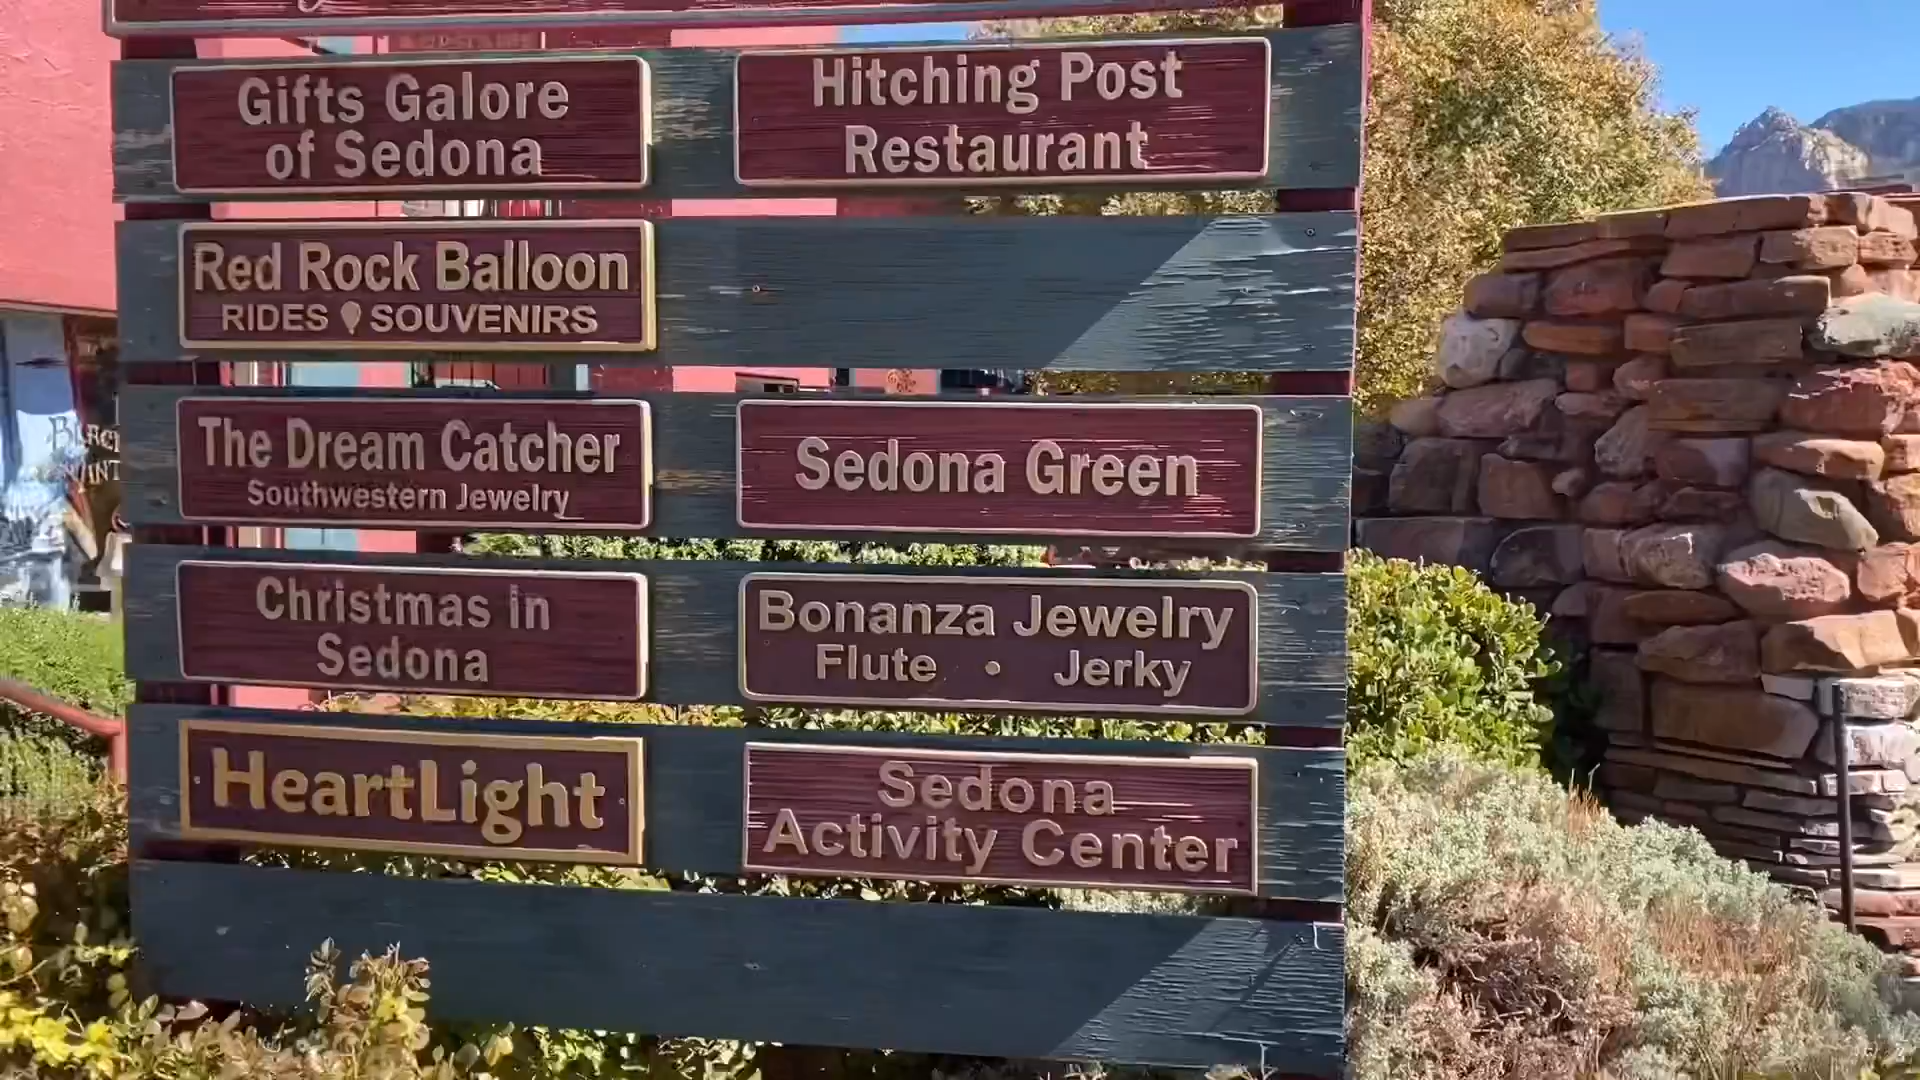 Gifts Galore
of Sedona
Hitching Post
Restaurant
Red Rock Balloon
RIDES SOUVENIRS
The Dream Catcher
Southwestern Jewelry
Sedona Green
Christmas in
Sedona
Bonanza Jewelry
Flute • Jerky
HeartLight
Sedona
Activity Center